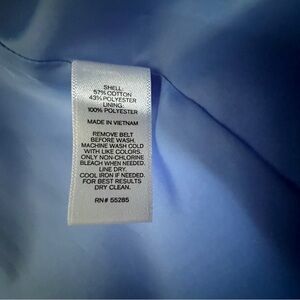 SHELL:
57% COTTON
43% POLYESTER
LINING:
100% POLYESTER
MADE IN VIETNAM
REMOVE BELT
BEFORE WASH.
MACHINE WASH COLD
WITH LIKE COLORS.
ONLY NON-CHLORINE
BLEACH WHEN NEEDED.
LINE DRY.
COOL IRON IF NEEDED.
FOR BEST RESULTS
DRY CLEAN.
RN# 55285